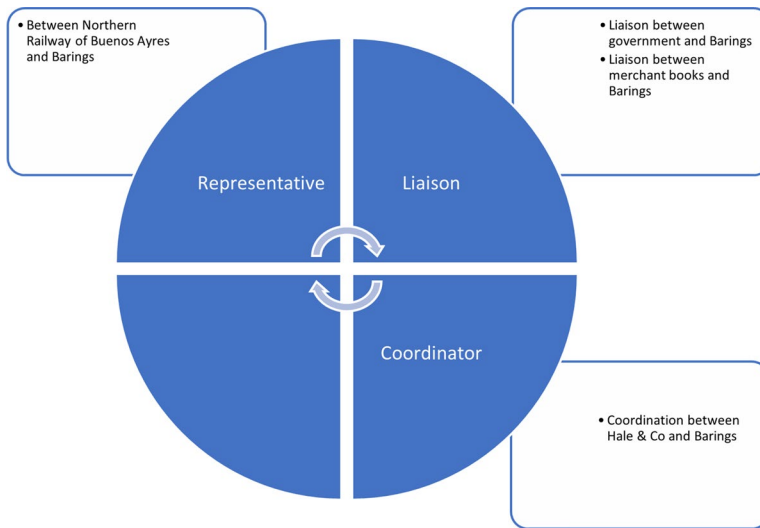 • Between Northern
Railway of Buenos Ayres
and Barings
• Liaison between
government and Barings
• Liaison between
merchant books and
Barings
Representative
Liaison
Coordinator
• Coordination between
Hale & Co and Barings